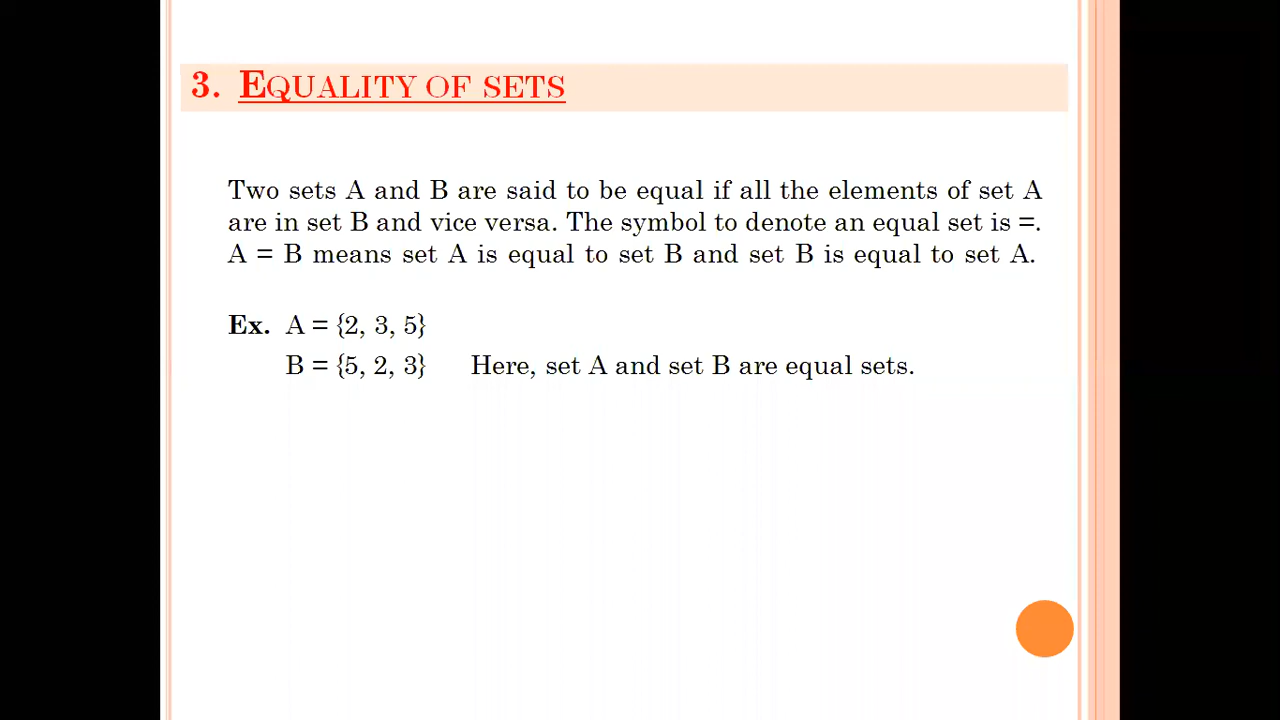 3. EQUALITY OF SETS
Two sets A and B are said to be equal if all the elements of set A
are in set B and vice versa. The symbol to denote an equal set is =.
A = B means set A is equal to set B and set B is equal to set A.
Ex. A = {2, 3, 5}
B = {5, 2, 3} Here, set A and set B are equal sets.